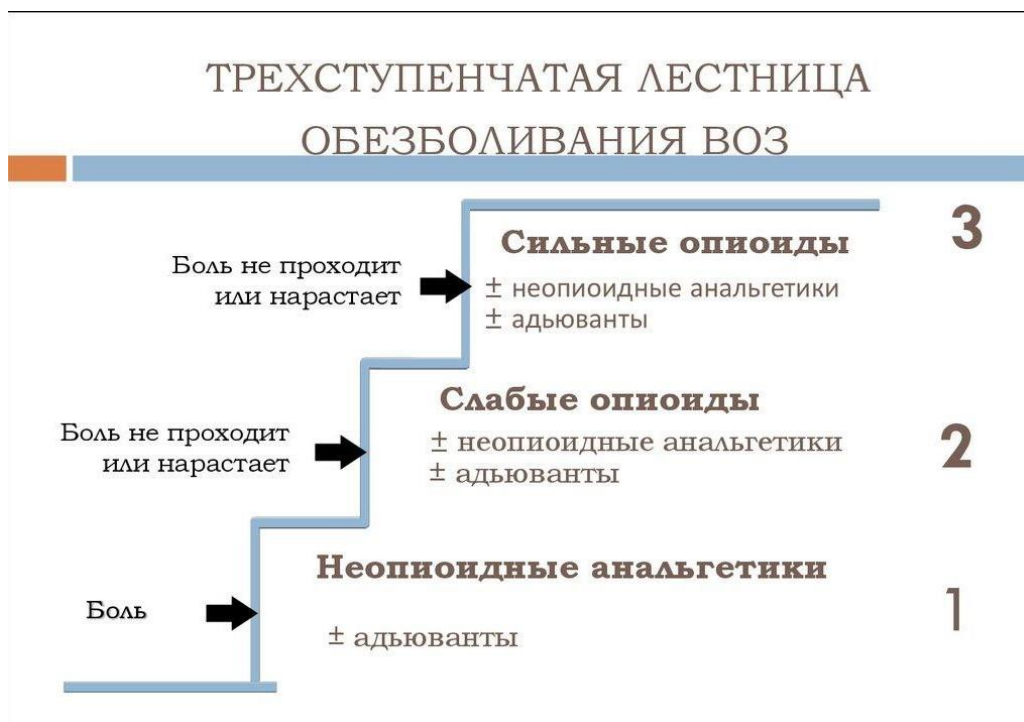 ТРЕХСТУПЕНЧАТАЯ ЛЕСТНИЦА
ОБЕЗБОЛИВАНИЯ ВОЗ
3
Сильные опиоиды
± неопиоидные анальгетики
± адьюванты
Боль не проходит
или нарастает
2
Слабые опиоиды
± неопиоидные анальгетики
± адьюванты
Боль не проходит
или нарастает
1
Неопиоидные анальгетики
± адьюванты
Боль